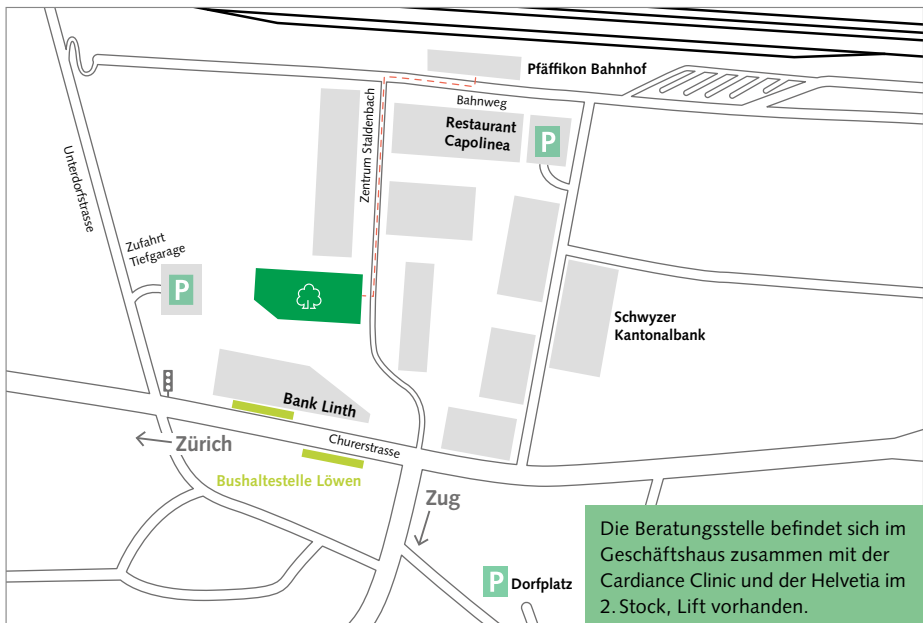 Pfäffikon Bahnhof
Bahnweg
Restaurant
Capolinea
P
Zentrum Staldenbach
Unterdorfstrasse
Zufahrt
Tiefgarage
P
Schwyzer
Kantonalbank
Bank Linth
Churerstrasse
Zürich
Bushaltestelle Löwen
Zug
P Dorfplatz
Die Beratungsstelle befindet sich im
Geschäftshaus zusammen mit der
Cardiance Clinic und der Helvetia im
2. Stock, Lift vorhanden.